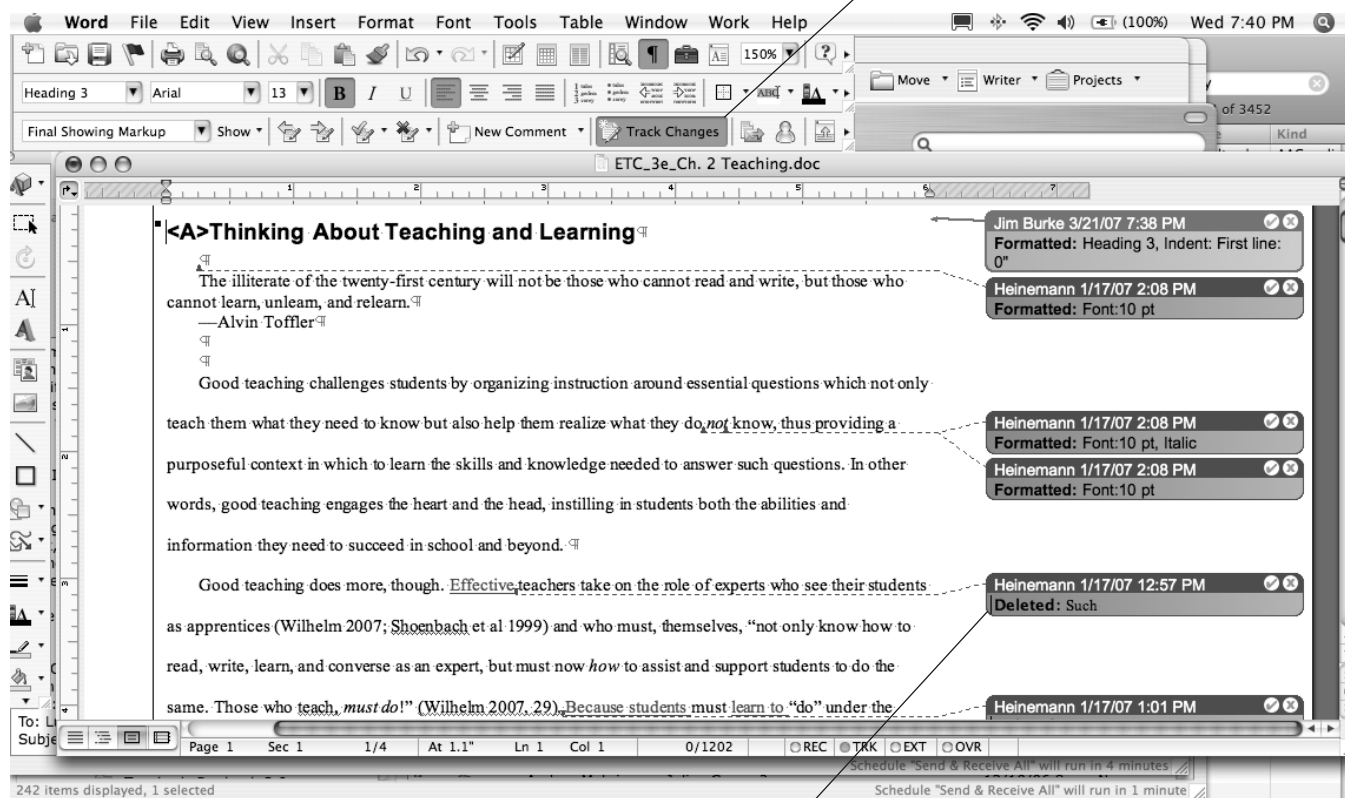 Word File Edit View Insert Format Font Tools Table Window Work Help (100%) Wed 7:40 PM
150%
Heading 3 Arial 13 B I U ABC
Move Writer Projects
of 3452
Final Showing Markup Show New Comment Track Changes
Kind
ETC_3e_Ch. 2 Teaching.doc
1 2 3 4 5 6 7
<A>Thinking About Teaching and Learning¶
¶
The illiterate of the twenty-first century will not be those who cannot read and write, but those who
cannot learn, unlearn, and relearn.¶
—Alvin Toffler¶
¶
¶
Good teaching challenges students by organizing instruction around essential questions which not only
teach them what they need to know but also help them realize what they do not know, thus providing a
purposeful context in which to learn the skills and knowledge needed to answer such questions. In other
words, good teaching engages the heart and the head, instilling in students both the abilities and
information they need to succeed in school and beyond. ¶
Good teaching does more, though. Effective teachers take on the role of experts who see their students
as apprentices (Wilhelm 2007; Shoenbach et al 1999) and who must, themselves, “not only know how to
read, write, learn, and converse as an expert, but must now how to assist and support students to do the
same. Those who teach, must do!” (Wilhelm 2007, 29). Because students must learn to “do” under the
Jim Burke 3/21/07 7:38 PM
Formatted: Heading 3, Indent: First line:
0"
Heinemann 1/17/07 2:08 PM
Formatted: Font:10 pt
Heinemann 1/17/07 2:08 PM
Formatted: Font:10 pt, Italic
Heinemann 1/17/07 2:08 PM
Formatted: Font:10 pt
Heinemann 1/17/07 12:57 PM
Deleted: Such
Heinemann 1/17/07 1:01 PM
To:
Subje
Page 1 Sec 1 1/4 At 1.1" Ln 1 Col 1 0/1202 REC TRK EXT OVR
Schedule "Send & Receive All" will run in 4 minutes
242 items displayed, 1 selected
Schedule "Send & Receive All" will run in 1 minute